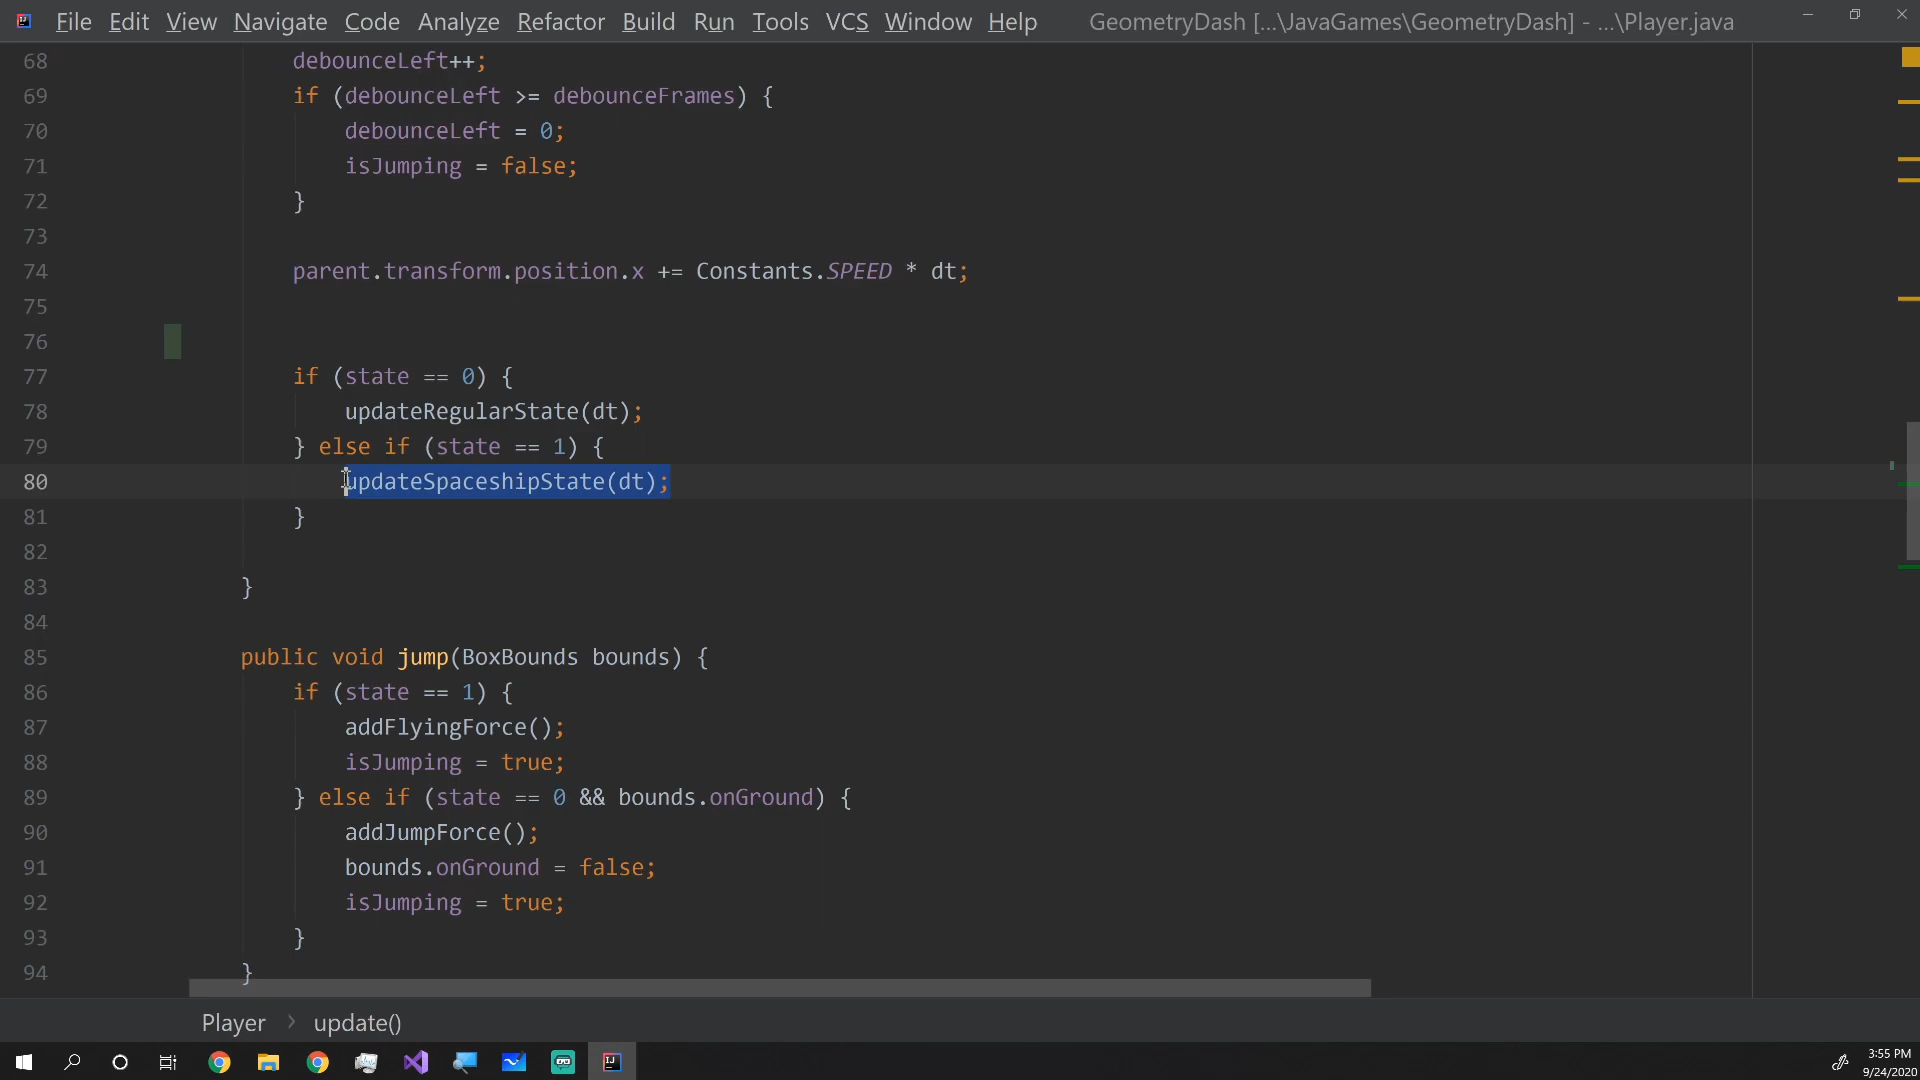 File Edit View Navigate Code Analyze Refactor Build Run Tools VCS Window Help GeometryDash [...\JavaGames\GeometryDash] - ...\Player.java
68 debounceLeft++;
69 if (debounceLeft >= debounceFrames) {
70 debounceLeft = 0;
71 isJumping = false;
72 }
73
74 parent.transform.position.x += Constants.SPEED * dt;
75
76
77 if (state == 0) {
78 updateRegularState(dt);
79 } else if (state == 1) {
80 updateSpaceshipState(dt);
81 }
82
83 }
84
85 public void jump(BoxBounds bounds) {
86 if (state == 1) {
87 addFlyingForce();
88 isJumping = true;
89 } else if (state == 0 && bounds.onGround) {
90 addJumpForce();
91 bounds.onGround = false;
92 isJumping = true;
93 }
94 }
Player > update()
3:55 PM
9/24/2020